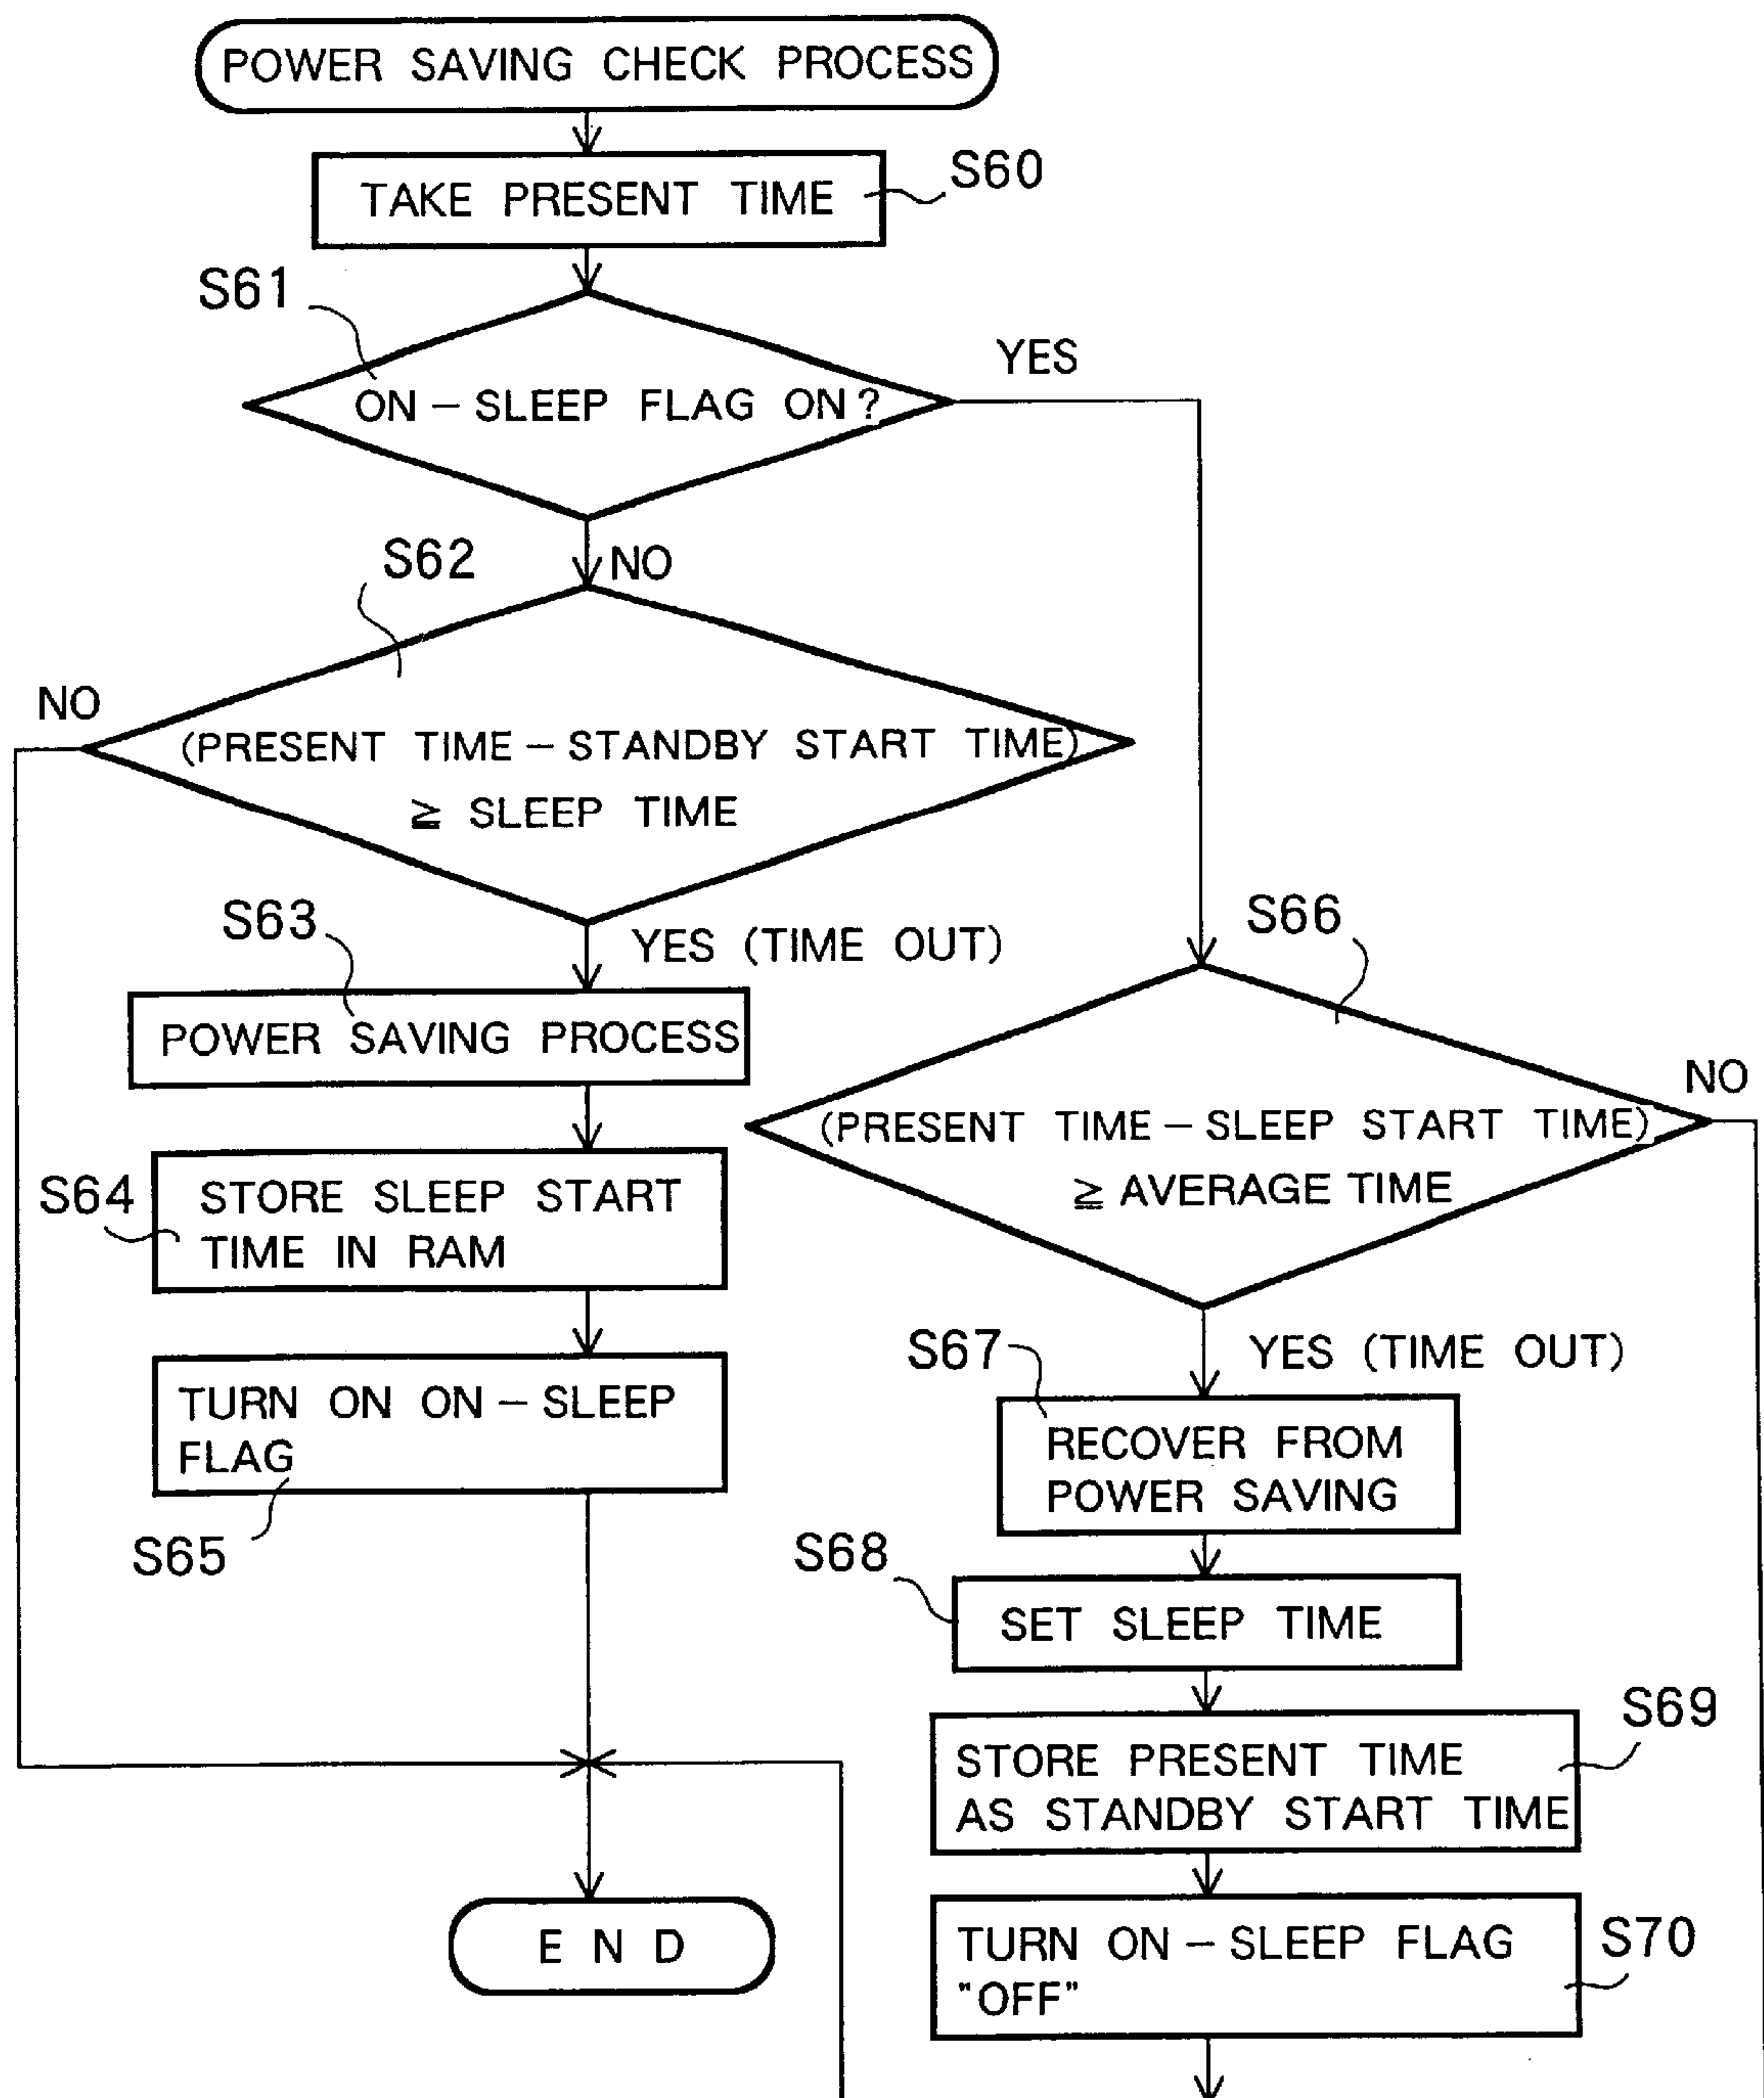 POWER SAVING CHECK PROCESS
TAKE PRESENT TIME
S60
S61
ON – SLEEP FLAG ON?
YES
NO
S62
NO
(PRESENT TIME – STANDBY START TIME)
≧ SLEEP TIME
YES (TIME OUT)
S63
POWER SAVING PROCESS
S64
STORE SLEEP START
TIME IN RAM
TURN ON ON – SLEEP
FLAG
S65
S66
NO
(PRESENT TIME – SLEEP START TIME)
≧ AVERAGE TIME
YES (TIME OUT)
S67
RECOVER FROM
POWER SAVING
S68
SET SLEEP TIME
S69
STORE PRESENT TIME
AS STANDBY START TIME
S70
TURN ON – SLEEP FLAG
"OFF"
END